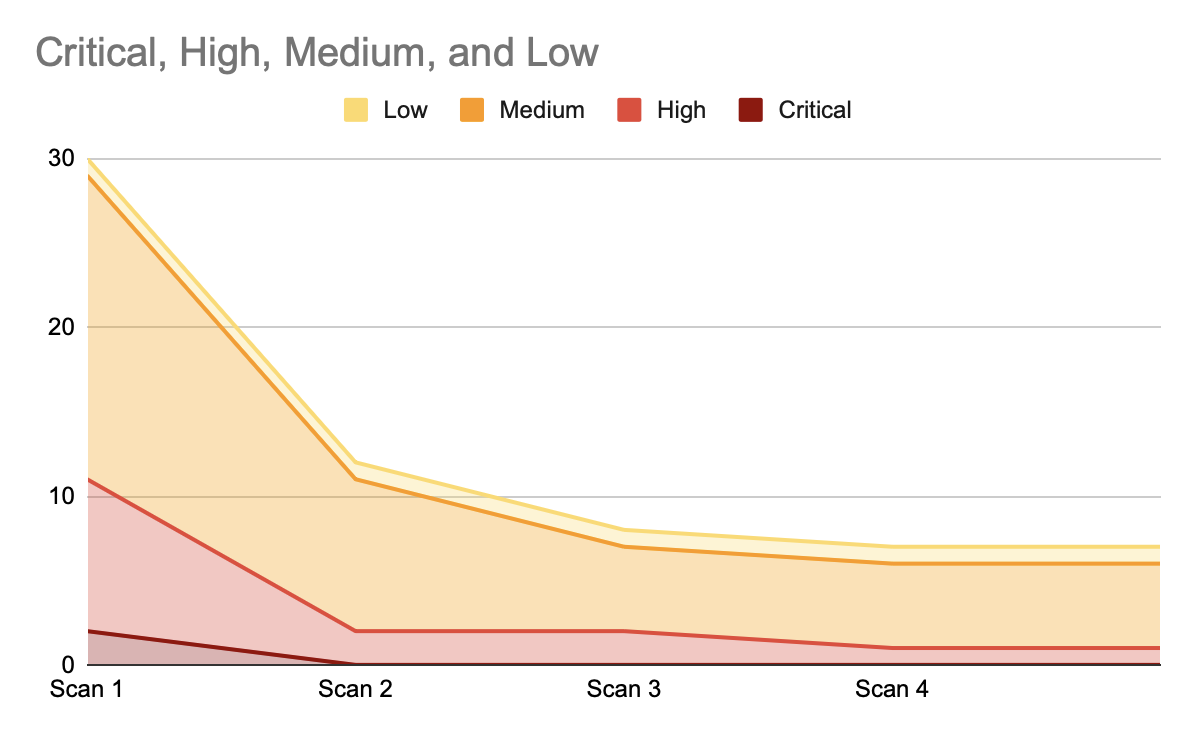 Critical, High, Medium, and Low
Low Medium High Critical
30
20
10
0
Scan 1 Scan 2 Scan 3 Scan 4